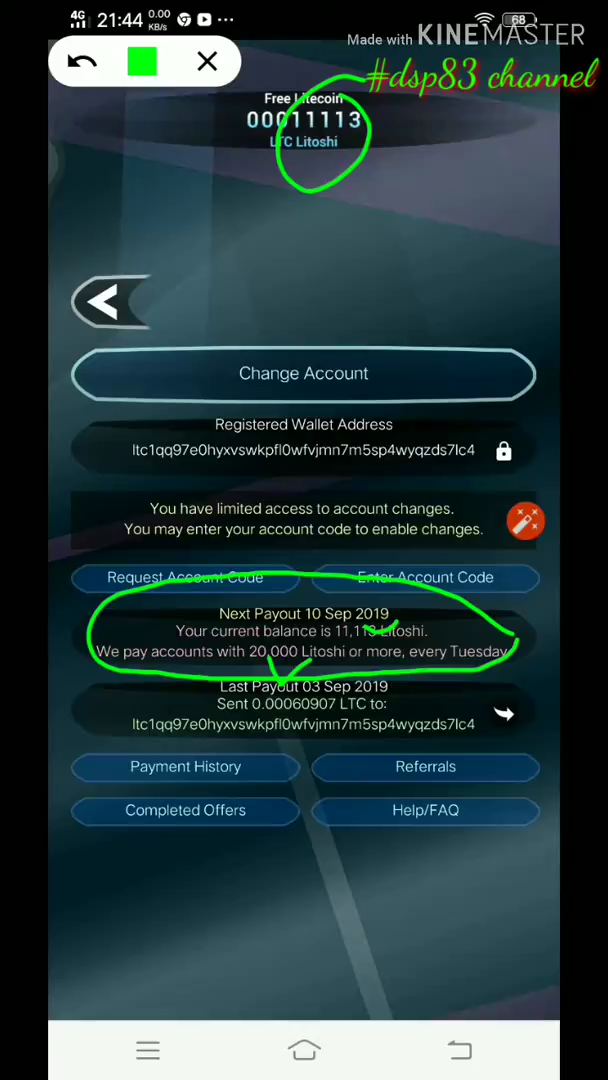 4G 21:44 0.00 KB/s ... 68
Made with KINEMASTER
#dsp83 channel
Free Litecoin
00011113
LTC Litoshi
Change Account
Registered Wallet Address
ltc1qq97e0hyxvswkpfl0wfvjmn7m5sp4wyqzds7lc4
You have limited access to account changes.
You may enter your account code to enable changes.
Request Account Code
Enter Account Code
Next Payout 10 Sep 2019
Your current balance is 11,113 Litoshi.
We pay accounts with 20,000 Litoshi or more, every Tuesday.
Last Payout 03 Sep 2019
Sent 0.00060907 LTC to:
ltc1qq97e0hyxvswkpfl0wfvjmn7m5sp4wyqzds7lc4
Payment History
Referrals
Completed Offers
Help/FAQ